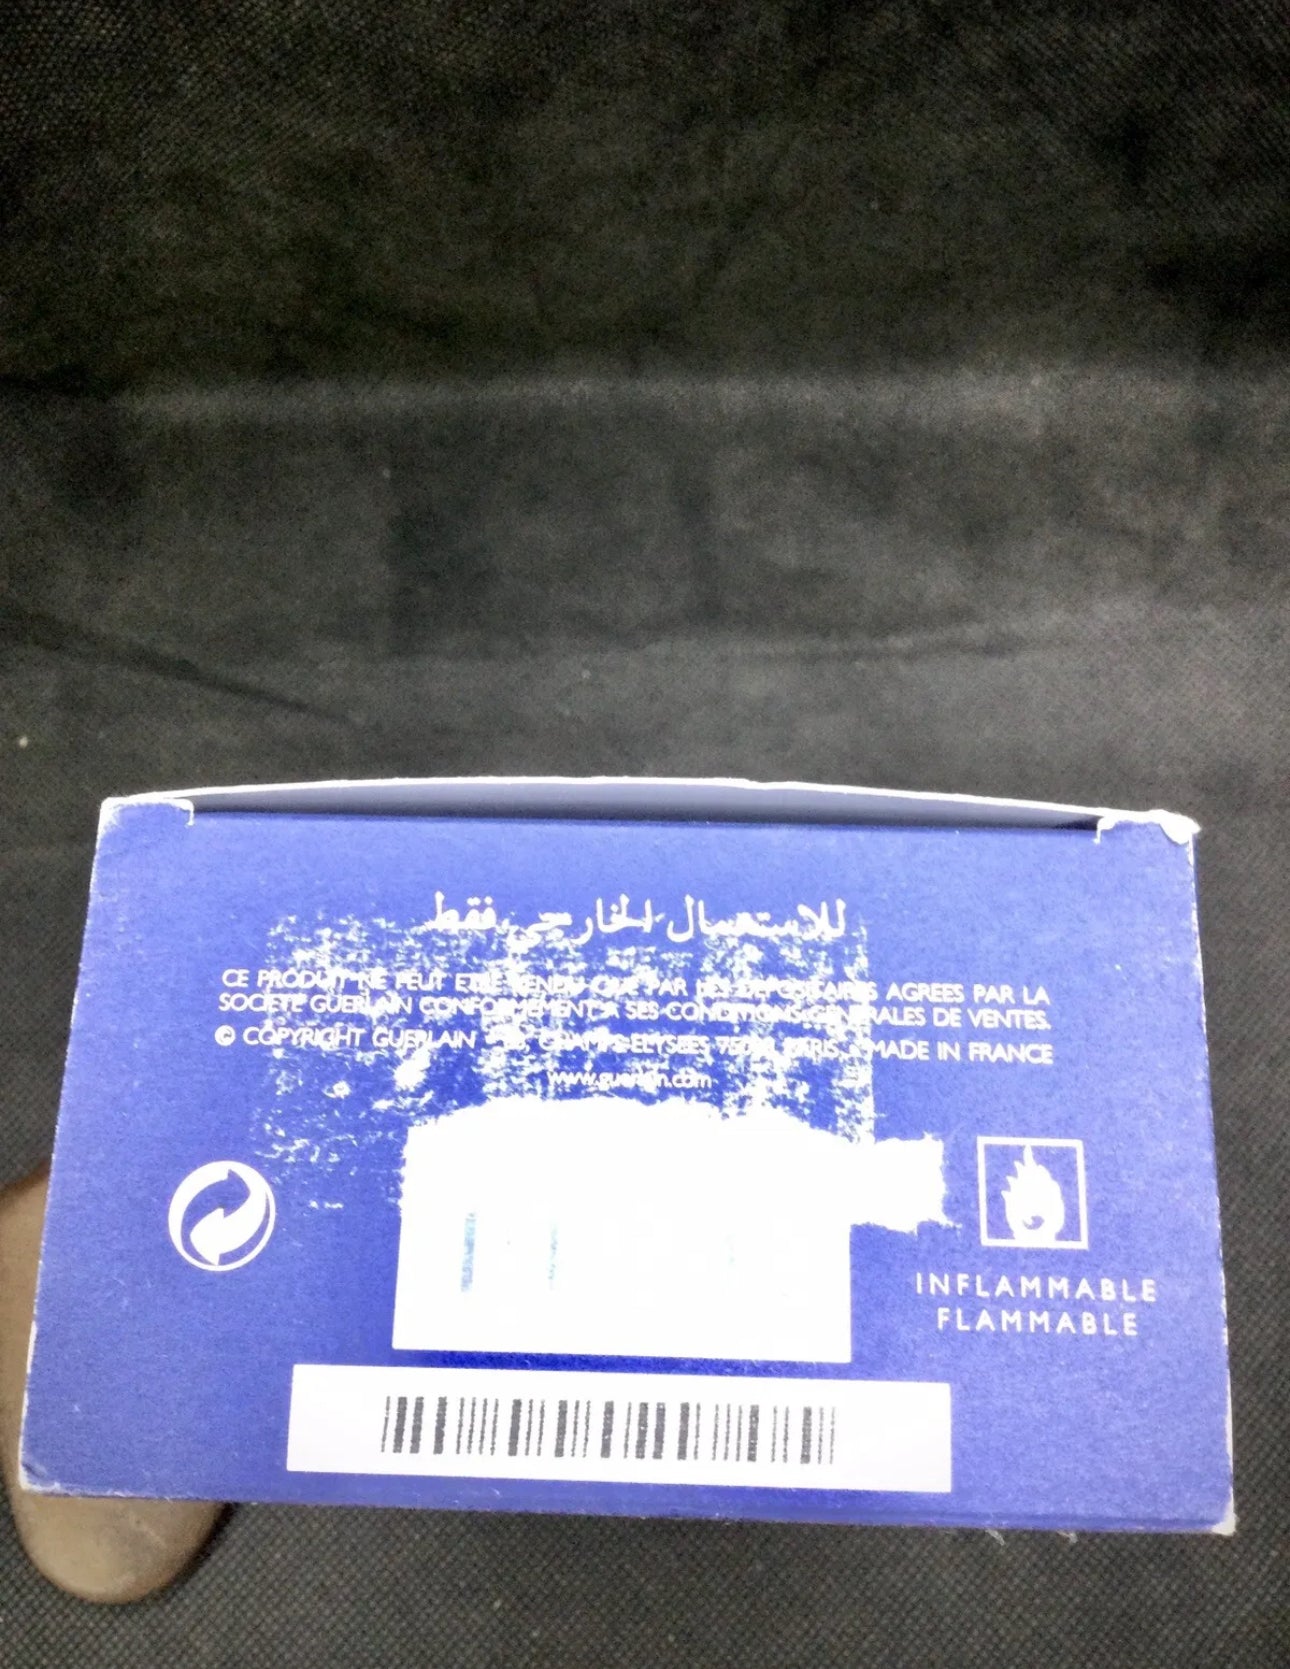 للاستعمال الخارجي فقط
CE PRODUIT NE PEUT ETRE VENDU QUE PAR LES DEPOSITAIRES AGREES PAR LA
SOCIETE GUERLAIN CONFORMEMENT A SES CONDITIONS GENERALES DE VENTES.
© COPYRIGHT GUERLAIN CHAMPS-ELYSEES PARIS - MADE IN FRANCE
www.guerlain.com
INFLAMMABLE
FLAMMABLE